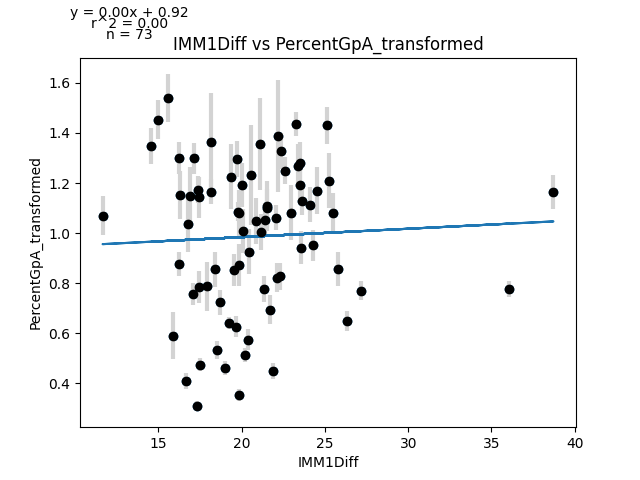 y = 0.00x + 0.92
r^2 = 0.00
n = 73
IMM1Diff vs PercentGpA_transformed
1.6
1.4
1.2
1.0
0.8
0.6
0.4
PercentGpA_transformed
15
20
25
30
35
40
IMM1Diff